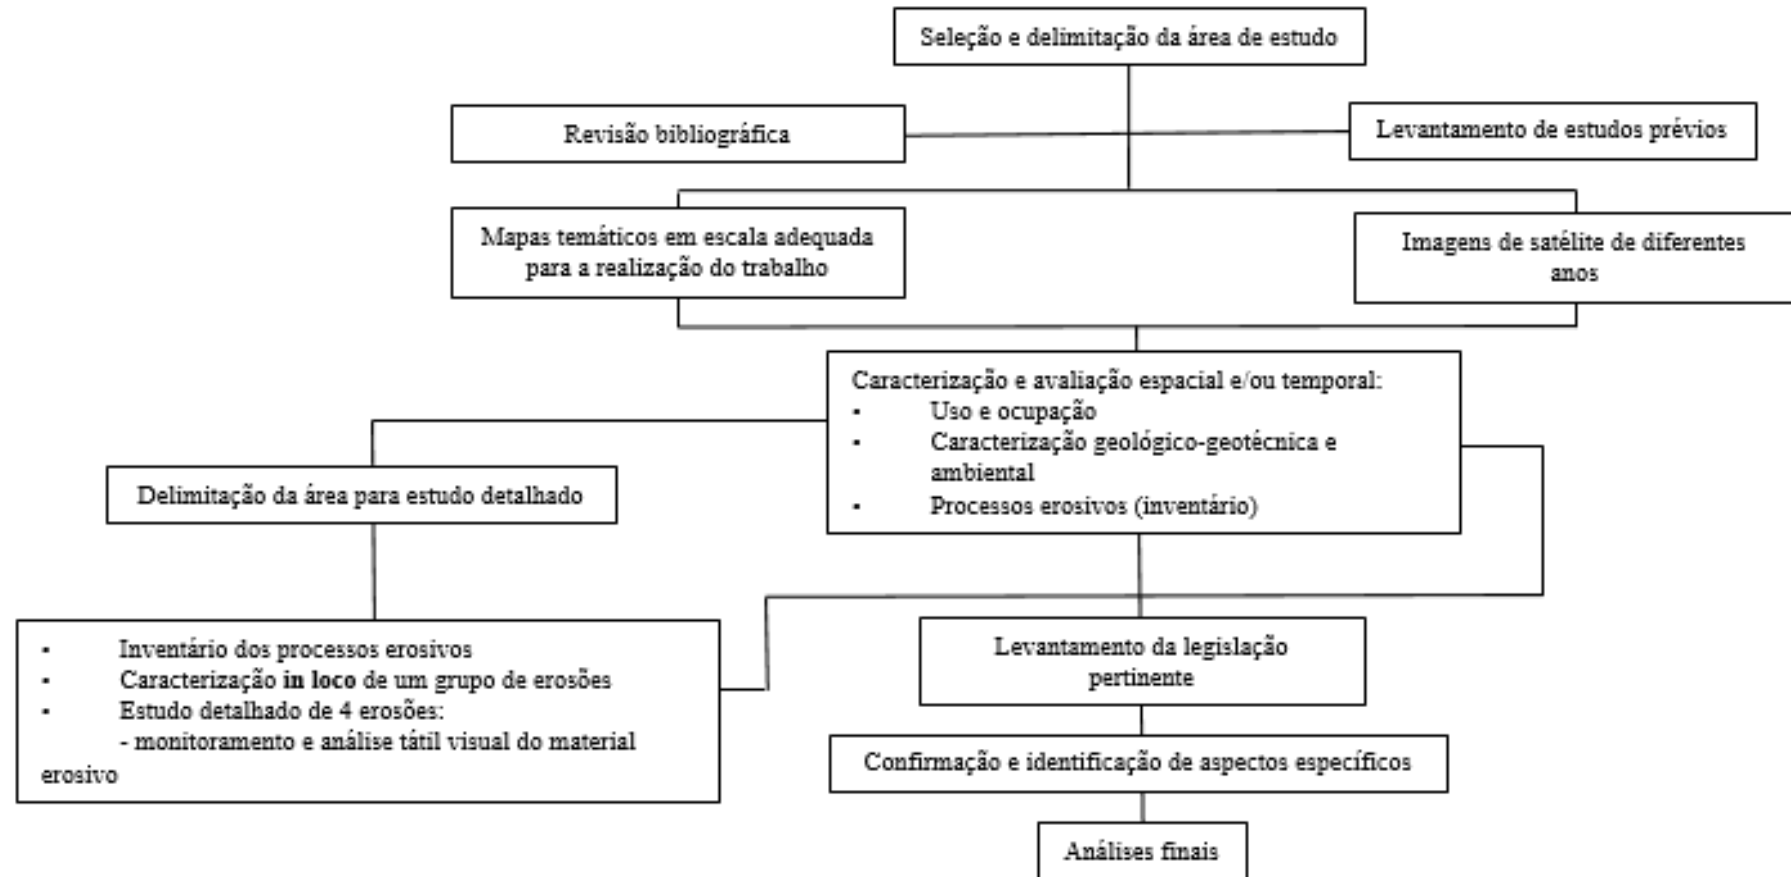 Seleção e delimitação da área de estudo
Revisão bibliográfica
Levantamento de estudos prévios
Mapas temáticos em escala adequada
para a realização do trabalho
Imagens de satélite de diferentes
anos
Caracterização e avaliação espacial e/ou temporal:
▪ Uso e ocupação
▪ Caracterização geológico-geotécnica e
ambiental
▪ Processos erosivos (inventário)
Delimitação da área para estudo detalhado
▪ Inventário dos processos erosivos
▪ Caracterização in loco de um grupo de erosões
▪ Estudo detalhado de 4 erosões:
- monitoramento e análise tátil visual do material
erosivo
Levantamento da legislação
pertinente
Confirmação e identificação de aspectos específicos
Análises finais